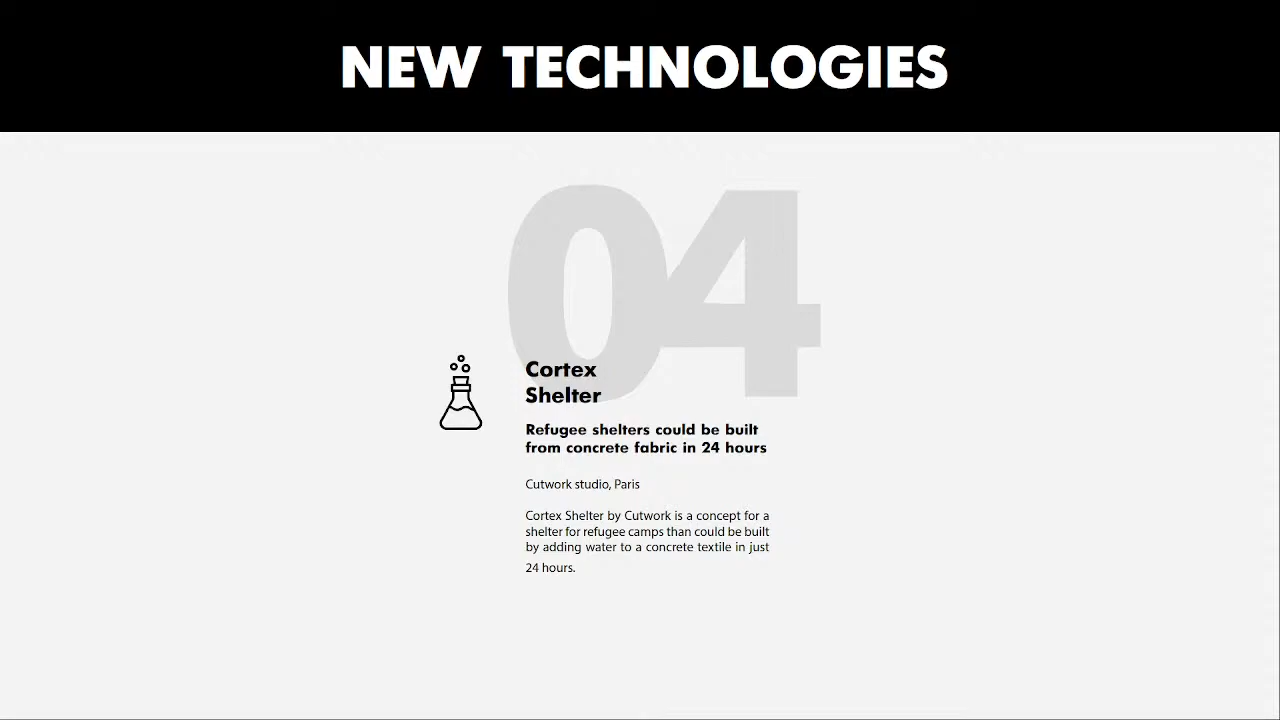 NEW TECHNOLOGIES
04
Cortex
Shelter
Refugee shelters could be built
from concrete fabric in 24 hours
Cutwork studio, Paris
Cortex Shelter by Cutwork is a concept for a
shelter for refugee camps than could be built
by adding water to a concrete textile in just
24 hours.